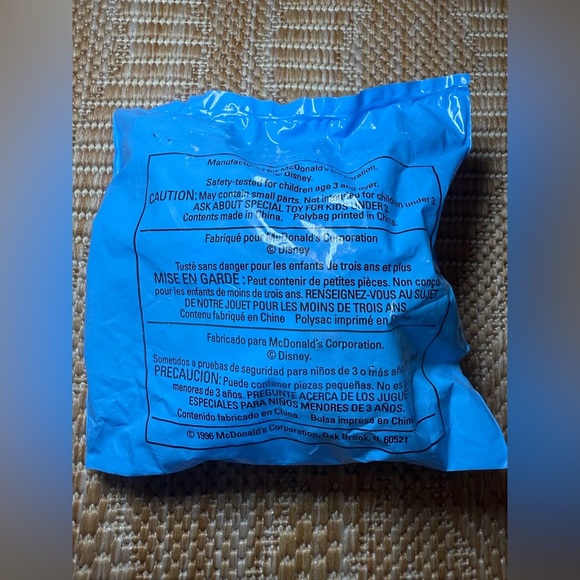 Manufactured for McDonald's Corporation.
© Disney.
Safety-tested for children age 3 and over.
CAUTION: May contain small parts. Not intended for children under 3.
ASK ABOUT SPECIAL TOY FOR KIDS UNDER 3.
Contents made in China. Polybag printed in China.
Fabriqué pour McDonald's Corporation
© Disney
Testé sans danger pour les enfants de trois ans et plus
MISE EN GARDE : Peut contenir de petites pièces. Non conçu
pour les enfants de moins de trois ans. RENSEIGNEZ-VOUS AU SUJET
DE NOTRE JOUET POUR LES MOINS DE TROIS ANS.
Contenu fabriqué en Chine Polysac imprimé en
Fabricado para McDonald's Corporation.
© Disney.
Sometidos a pruebas de seguridad para niños de 3 o más años
PRECAUCION: Puede contener piezas pequeñas. No es
menores de 3 años. PREGUNTE ACERCA DE LOS JUGUE
ESPECIALES PARA NIÑOS MENORES DE 3 AÑOS.
Contenido fabricado en China. Bolsa impresa en China
© 1996 McDonald's Corporation, Oak Brook, IL 60521